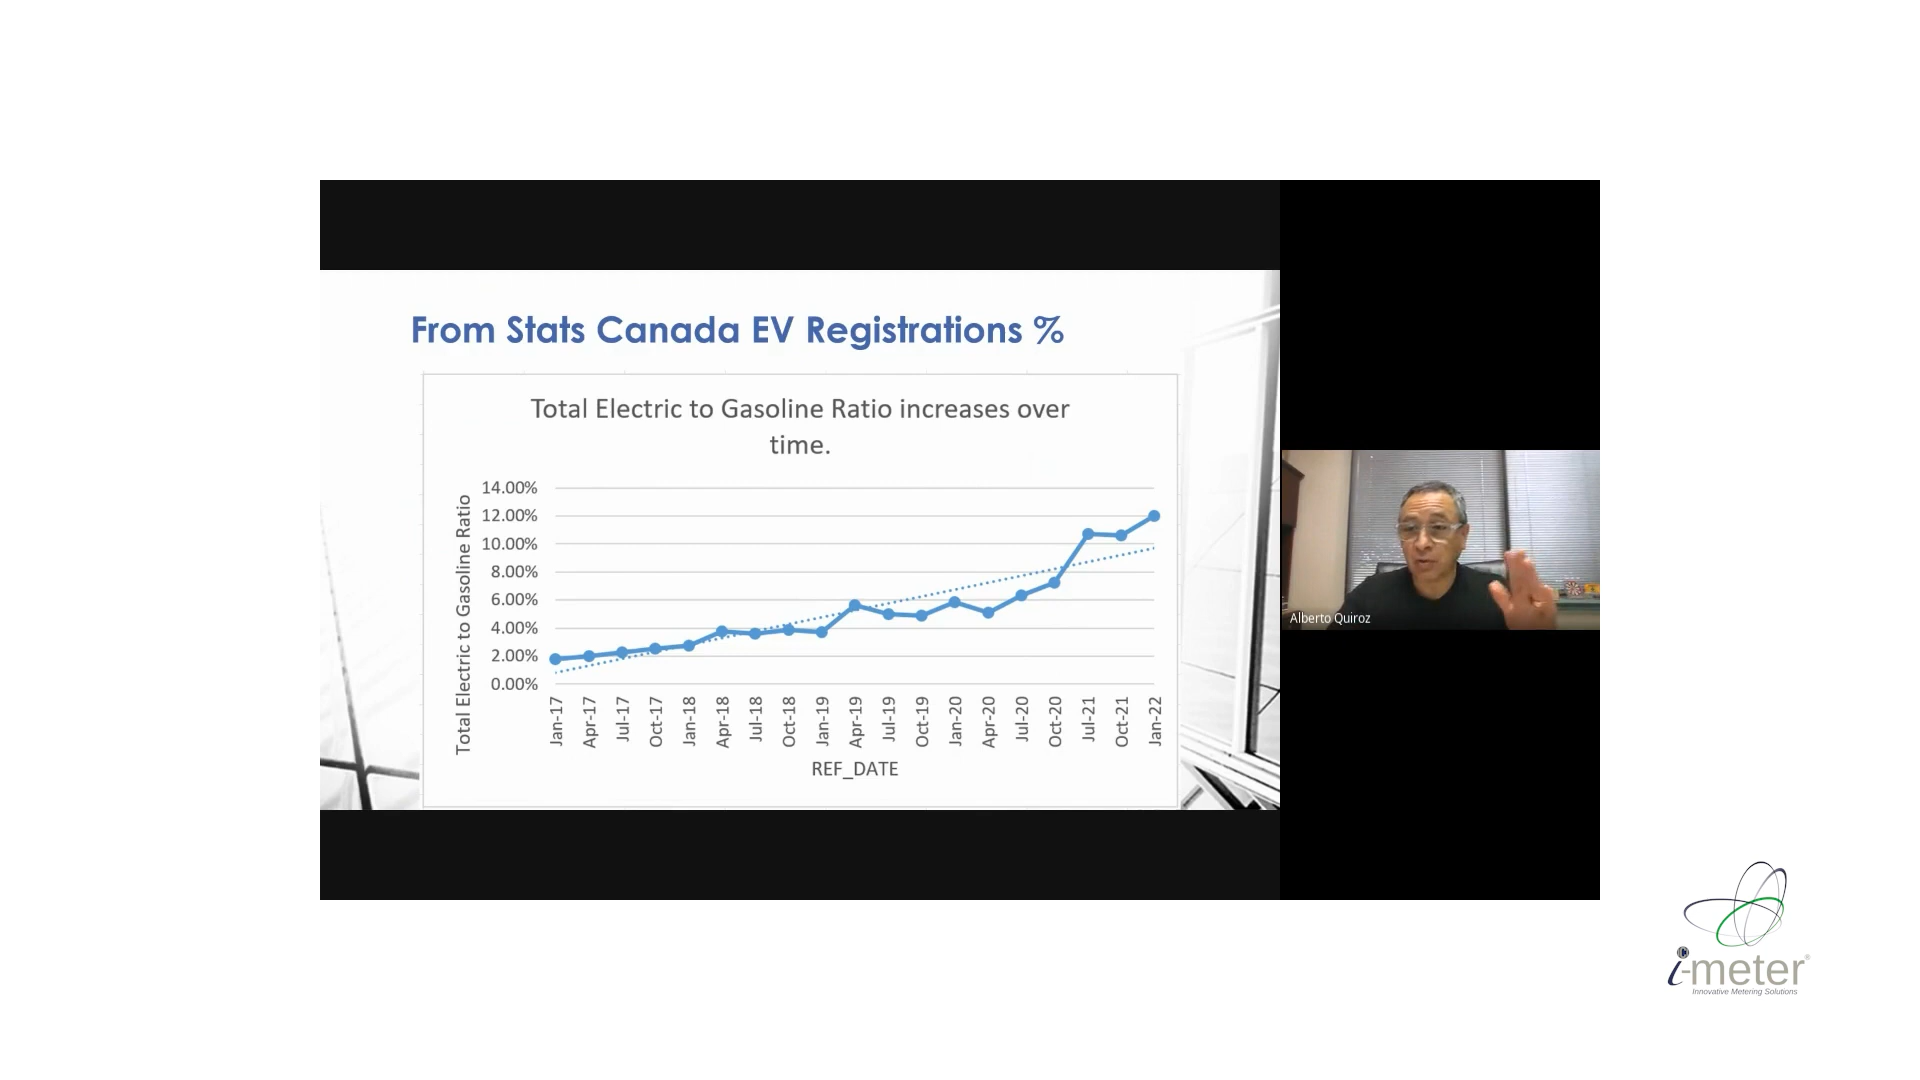 From Stats Canada EV Registrations %
Total Electric to Gasoline Ratio increases over
time.
Total Electric to Gasoline Ratio
14.00%
12.00%
10.00%
8.00%
6.00%
4.00%
2.00%
0.00%
Jan-17
Apr-17
Jul-17
Oct-17
Jan-18
Apr-18
Jul-18
Oct-18
Jan-19
Apr-19
Jul-19
Oct-19
Jan-20
Apr-20
Jul-20
Oct-20
Jul-21
Oct-21
Jan-22
REF_DATE
Alberto Quiroz
i-meter®
Innovative Metering Solutions